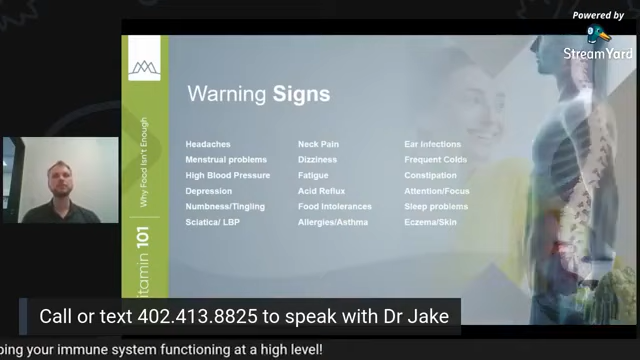 Powered by
StreamYard
Warning Signs
Headaches
Menstrual problems
High Blood Pressure
Depression
Numbness/Tingling
Sciatica/ LBP
Neck Pain
Dizziness
Fatigue
Acid Reflux
Food Intolerances
Allergies/Asthma
Ear Infections
Frequent Colds
Constipation
Attention/Focus
Sleep problems
Eczema/Skin
Why Food Isn't Enough
itamin 101
Call or text 402.413.8825 to speak with Dr Jake
ping your immune system functioning at a high level!